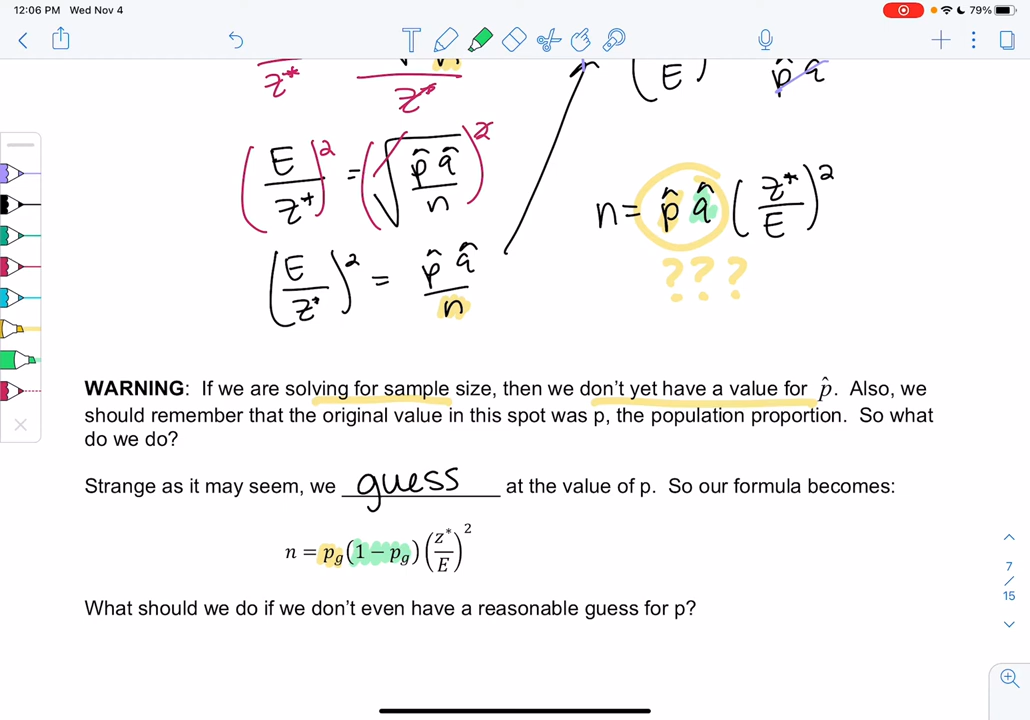 12:06 PM Wed Nov 4 79%
z*
z*
E
p̂ q̂
(E/z*)² = (√(p̂ q̂/n))²
n = p̂ q̂ (z*/E)²
(E/z*)² = p̂ q̂/n
???
WARNING: If we are solving for sample size, then we don't yet have a value for p̂. Also, we
should remember that the original value in this spot was p, the population proportion. So what
do we do?
Strange as it may seem, we guess at the value of p. So our formula becomes:
n = p_g(1 − p_g)(z*/E)²
What should we do if we don't even have a reasonable guess for p?
7
/
15